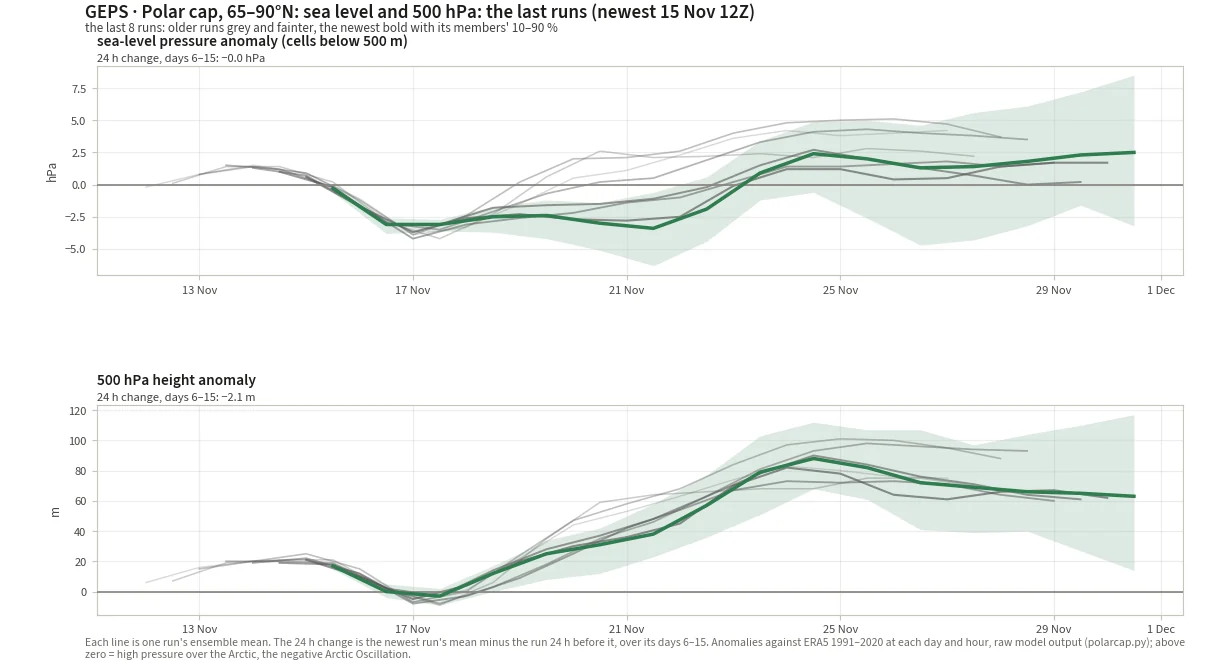 GEPS · Polar cap, 65–90°N: sea level and 500 hPa: the last runs (newest 15 Nov 12Z)
the last 8 runs: older runs grey and fainter, the newest bold with its members' 10–90 %
sea-level pressure anomaly (cells below 500 m)
24 h change, days 6–15: −0.0 hPa
7.5
5.0
2.5
0.0
−2.5
−5.0
hPa
13 Nov
17 Nov
21 Nov
25 Nov
29 Nov
1 Dec
500 hPa height anomaly
24 h change, days 6–15: −2.1 m
120
100
80
60
40
20
0
m
13 Nov
17 Nov
21 Nov
25 Nov
29 Nov
1 Dec
Each line is one run's ensemble mean. The 24 h change is the newest run's mean minus the run 24 h before it, over its days 6–15. Anomalies against ERA5 1991–2020 at each day and hour, raw model output (polarcap.py); above
zero = high pressure over the Arctic, the negative Arctic Oscillation.